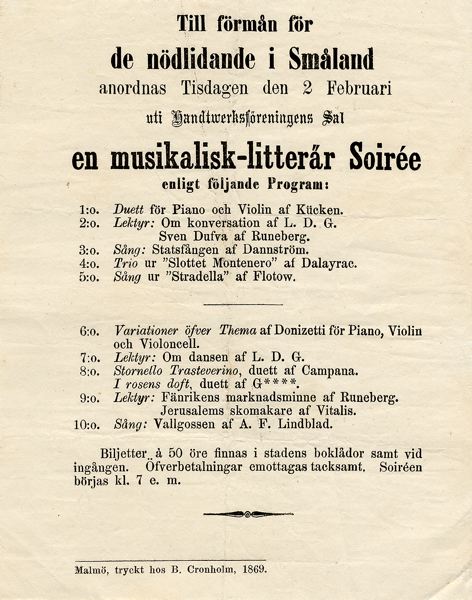 Till förmån för
de nödlidande i Småland
anordnas Tisdagen den 2 Februari
uti Handtwerksföreningens Sal
en musikalisk-litterär Soirée
enligt följande Program:
1:o. Duett för Piano och Violin af Kücken.
2:o. Lektyr: Om konversation af L. D. G.
Sven Dufva af Runeberg.
3:o. Sång: Statsfången af Dannström.
4:o. Trio ur "Slottet Montenero" af Dalayrac.
5:o. Sång ur "Stradella" af Flotow.
6:o. Variationer öfver Thema af Donizetti för Piano, Violin
och Violoncell.
7:o. Lektyr: Om dansen af L. D. G.
8:o. Stornello Trasteverino, duett af Campana.
I rosens doft, duett af G****.
9:o. Lektyr: Fänrikens marknadsminne af Runeberg.
Jerusalems skomakare af Vitalis.
10:o. Sång: Vallgossen af A. F. Lindblad.
Biljetter à 50 öre finnas i stadens boklådor samt vid
ingången. Öfverbetalningar emottagas tacksamt. Soiréen
börjas kl. 7 e. m.
Malmö, tryckt hos B. Cronholm, 1869.